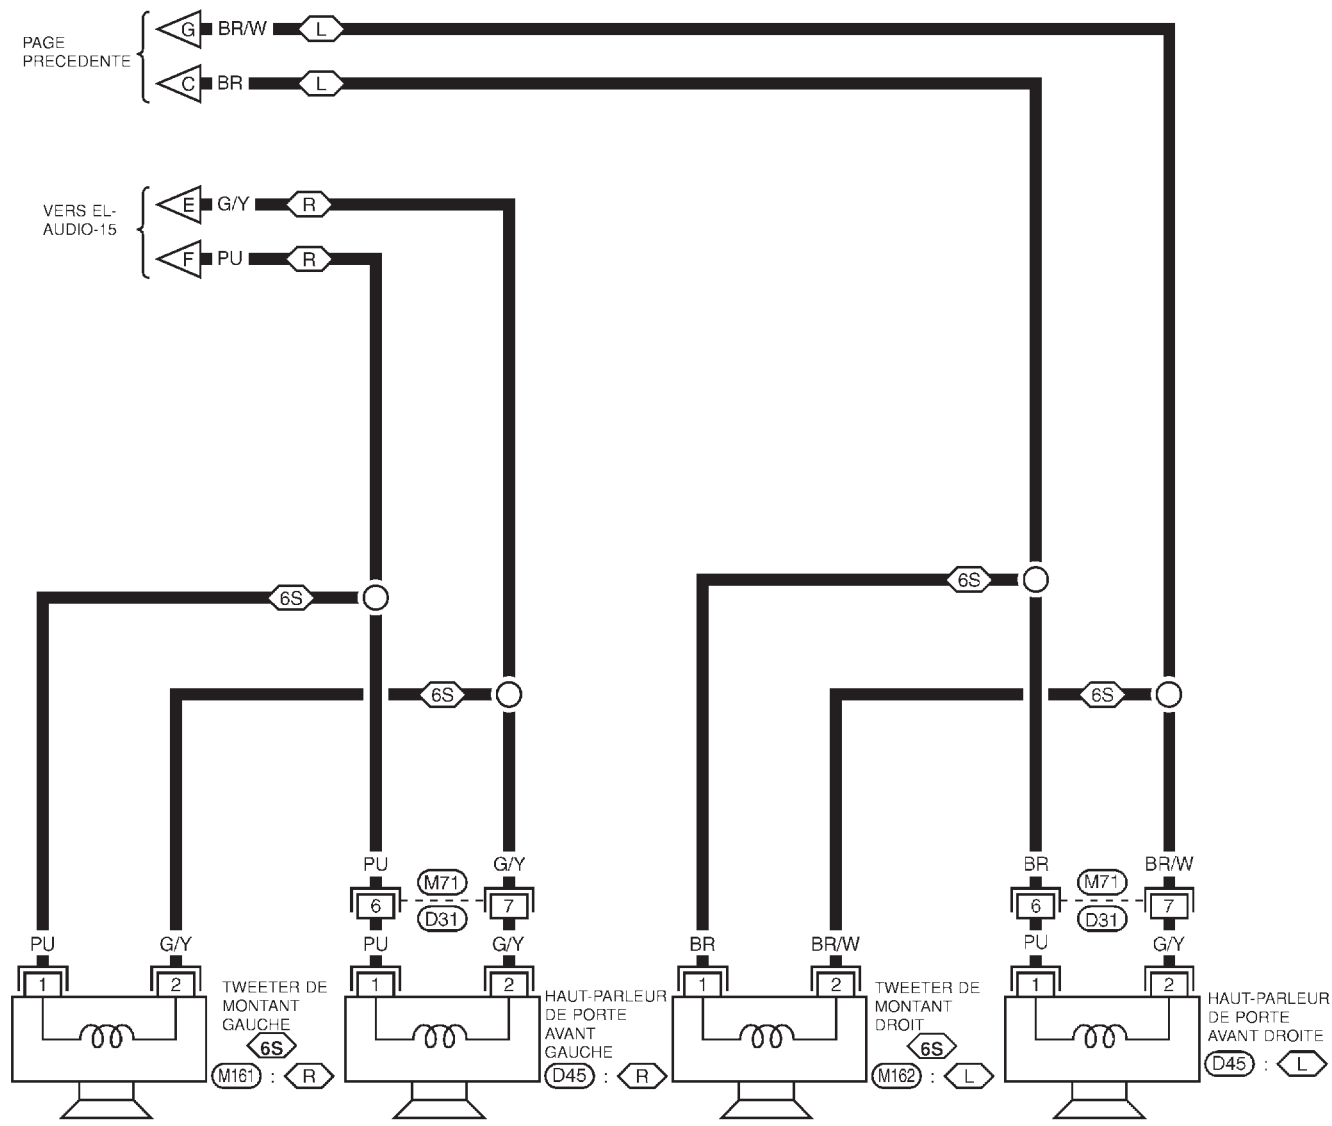 G BR/W L
PAGE
PRECEDENTE
C BR L
E G/Y R
VERS EL-
AUDIO-15
F PU R
6S
6S
6S
6S
PU G/Y BR BR/W
M71 M71
6 7 6 7
D31 D31
PU G/Y PU G/Y BR BR/W PU G/Y
1 2 1 2 1 2 1 2
TWEETER DE
MONTANT
GAUCHE
6S
M161 : R
HAUT-PARLEUR
DE PORTE
AVANT
GAUCHE
D45 : R
TWEETER DE
MONTANT
DROIT
6S
M162 : L
HAUT-PARLEUR
DE PORTE
AVANT DROITE
D45 : L